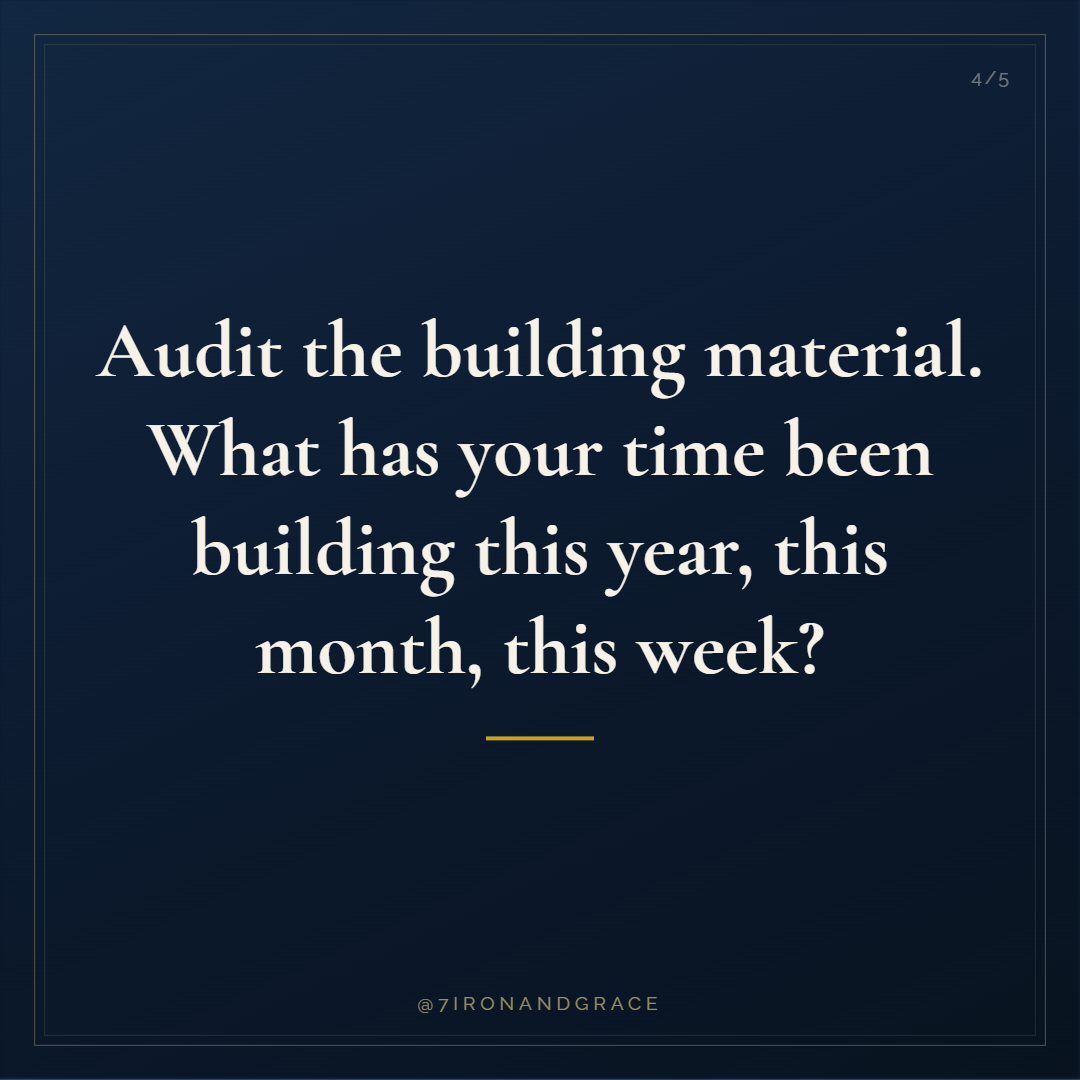 4/5
Audit the building material.
What has your time been
building this year, this
month, this week?
@7IRONANDGRACE